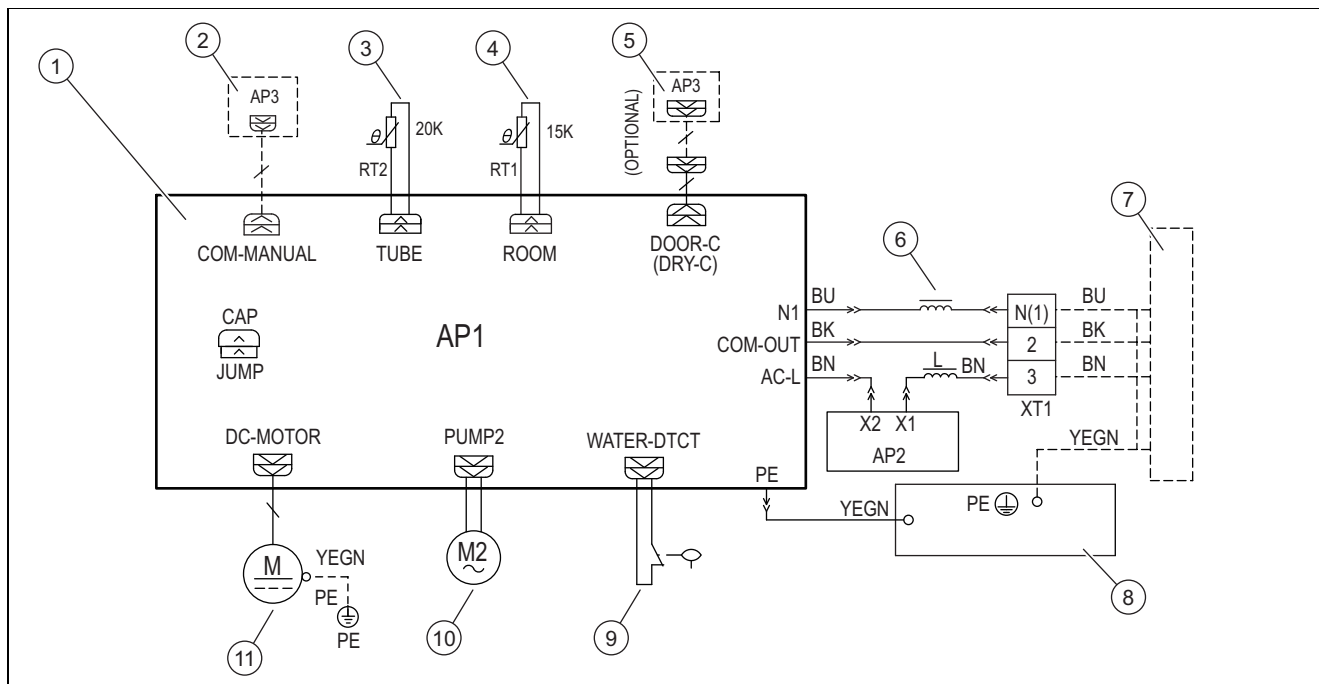 1
2
3
4
5
AP3
θ
20K
RT2
θ
15K
RT1
(OPTIONAL)
AP3
COM-MANUAL
TUBE
ROOM
DOOR-C
(DRY-C)
6
7
CAP
JUMP
AP1
N1
BU
N(1)
BU
COM-OUT
BK
2
BK
AC-L
BN
L
BN
3
BN
XT1
X2
X1
AP2
DC-MOTOR
PUMP2
WATER-DTCT
PE
YEGN
YEGN
PE
M
YEGN
PE
PE
M2
11
10
9
8